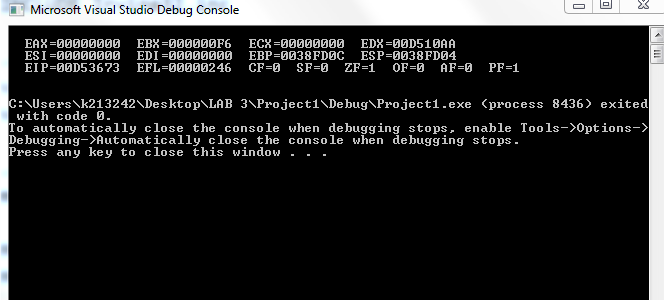 Microsoft Visual Studio Debug Console
EAX=00000000 EBX=000000F6 ECX=00000000 EDX=00D510AA
ESI=00000000 EDI=00000000 EBP=0038FD0C ESP=0038FD04
EIP=00D53673 EFL=00000246 CF=0 SF=0 ZF=1 OF=0 AF=0 PF=1
C:\Users\k213242\Desktop\LAB 3\Project1\Debug\Project1.exe (process 8436) exited
with code 0.
To automatically close the console when debugging stops, enable Tools->Options->
Debugging->Automatically close the console when debugging stops.
Press any key to close this window . . .